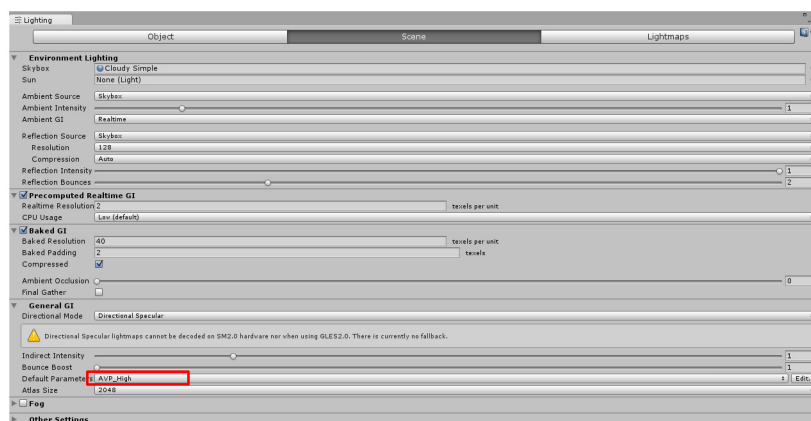 Lighting
Object Scene Lightmaps
Environment Lighting
Skybox Cloudy Simple
Sun None (Light)
Ambient Source Skybox
Ambient Intensity 1
Ambient GI Realtime
Reflection Source Skybox
Resolution 128
Compression Auto
Reflection Intensity 1
Reflection Bounces 2
Precomputed Realtime GI
Realtime Resolution 2 texels per unit
CPU Usage Low (default)
Baked GI
Baked Resolution 40 texels per unit
Baked Padding 2 texels
Compressed
Ambient Occlusion 0
Final Gather
General GI
Directional Mode Directional Specular
Directional Specular lightmaps cannot be decoded on SM2.0 hardware nor when using GLES2.0. There is currently no fallback.
Indirect Intensity 1
Bounce Boost 1
Default Parameters AVP_High Edit.
Atlas Size 2048
Fog
Other Settings